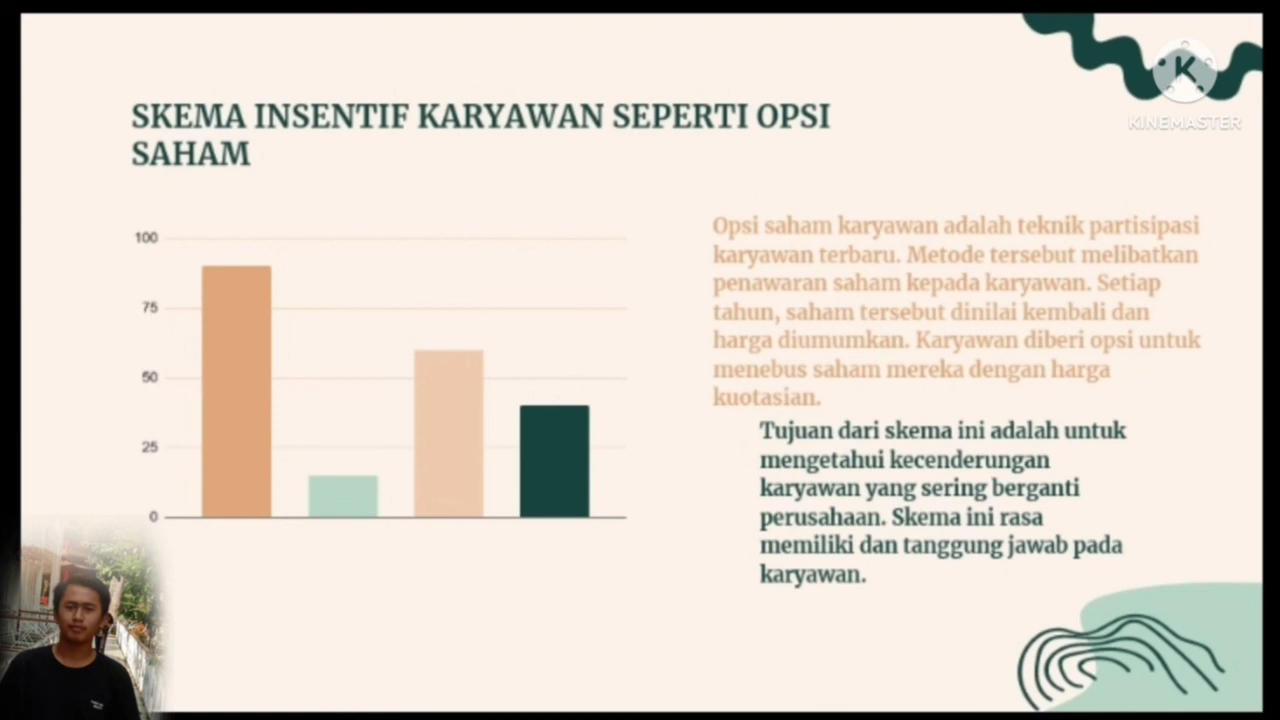 K
KINEMASTER
SKEMA INSENTIF KARYAWAN SEPERTI OPSI
SAHAM
100
75
50
25
0
Opsi saham karyawan adalah teknik partisipasi
karyawan terbaru. Metode tersebut melibatkan
penawaran saham kepada karyawan. Setiap
tahun, saham tersebut dinilai kembali dan
harga diumumkan. Karyawan diberi opsi untuk
menebus saham mereka dengan harga
kuotasian.
Tujuan dari skema ini adalah untuk
mengetahui kecenderungan
karyawan yang sering berganti
perusahaan. Skema ini rasa
memiliki dan tanggung jawab pada
karyawan.